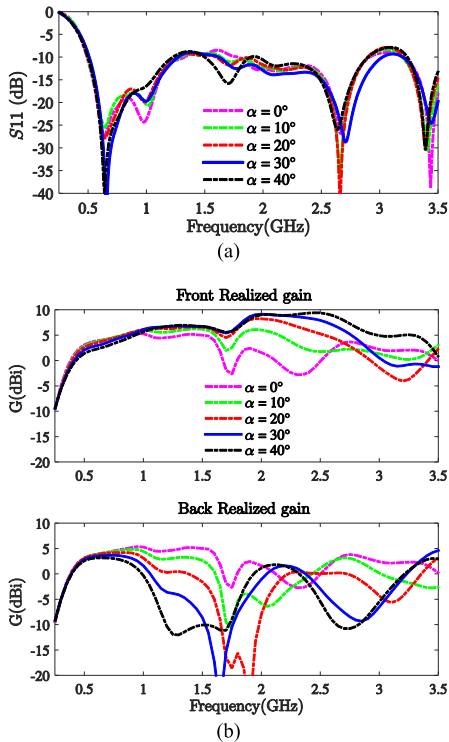 0
-5
-10
-15
-20
-25
-30
-35
-40
S11 (dB)
α = 0°
α = 10°
α = 20°
α = 30°
α = 40°
0.5 1 1.5 2 2.5 3 3.5
Frequency(GHz)
(a)
Front Realized gain
10
5
0
-5
-10
-15
-20
G(dBi)
α = 0°
α = 10°
α = 20°
α = 30°
α = 40°
0.5 1 1.5 2 2.5 3 3.5
Back Realized gain
10
5
0
-5
-10
-15
-20
G(dBi)
0.5 1 1.5 2 2.5 3 3.5
Frequency(GHz)
(b)